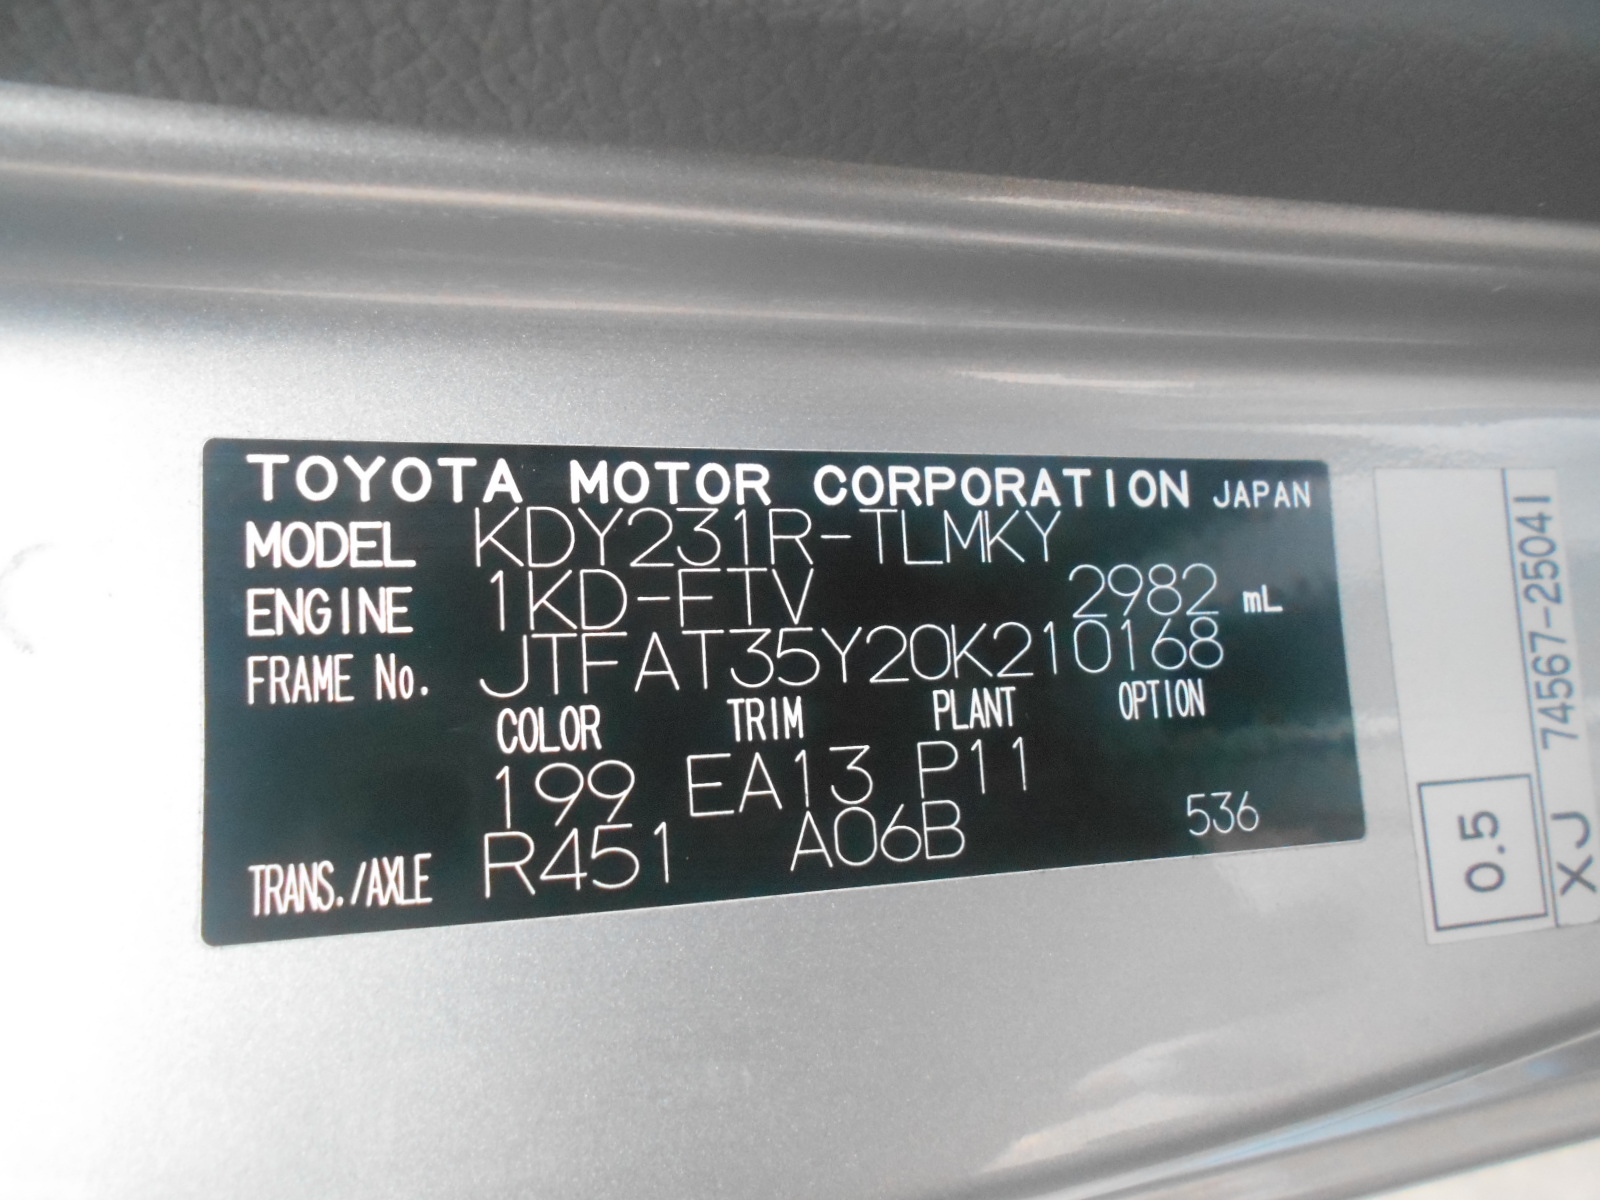 TOYOTA MOTOR CORPORATION JAPAN
MODEL KDY231R-TLMKY
ENGINE 1KD-FTV 2982 mL
FRAME No. JTFAT35Y20K210168
COLOR TRIM PLANT OPTION
199 EA13 P11
TRANS./AXLE R451 A06B 536
0.5
74567-25041
XJ